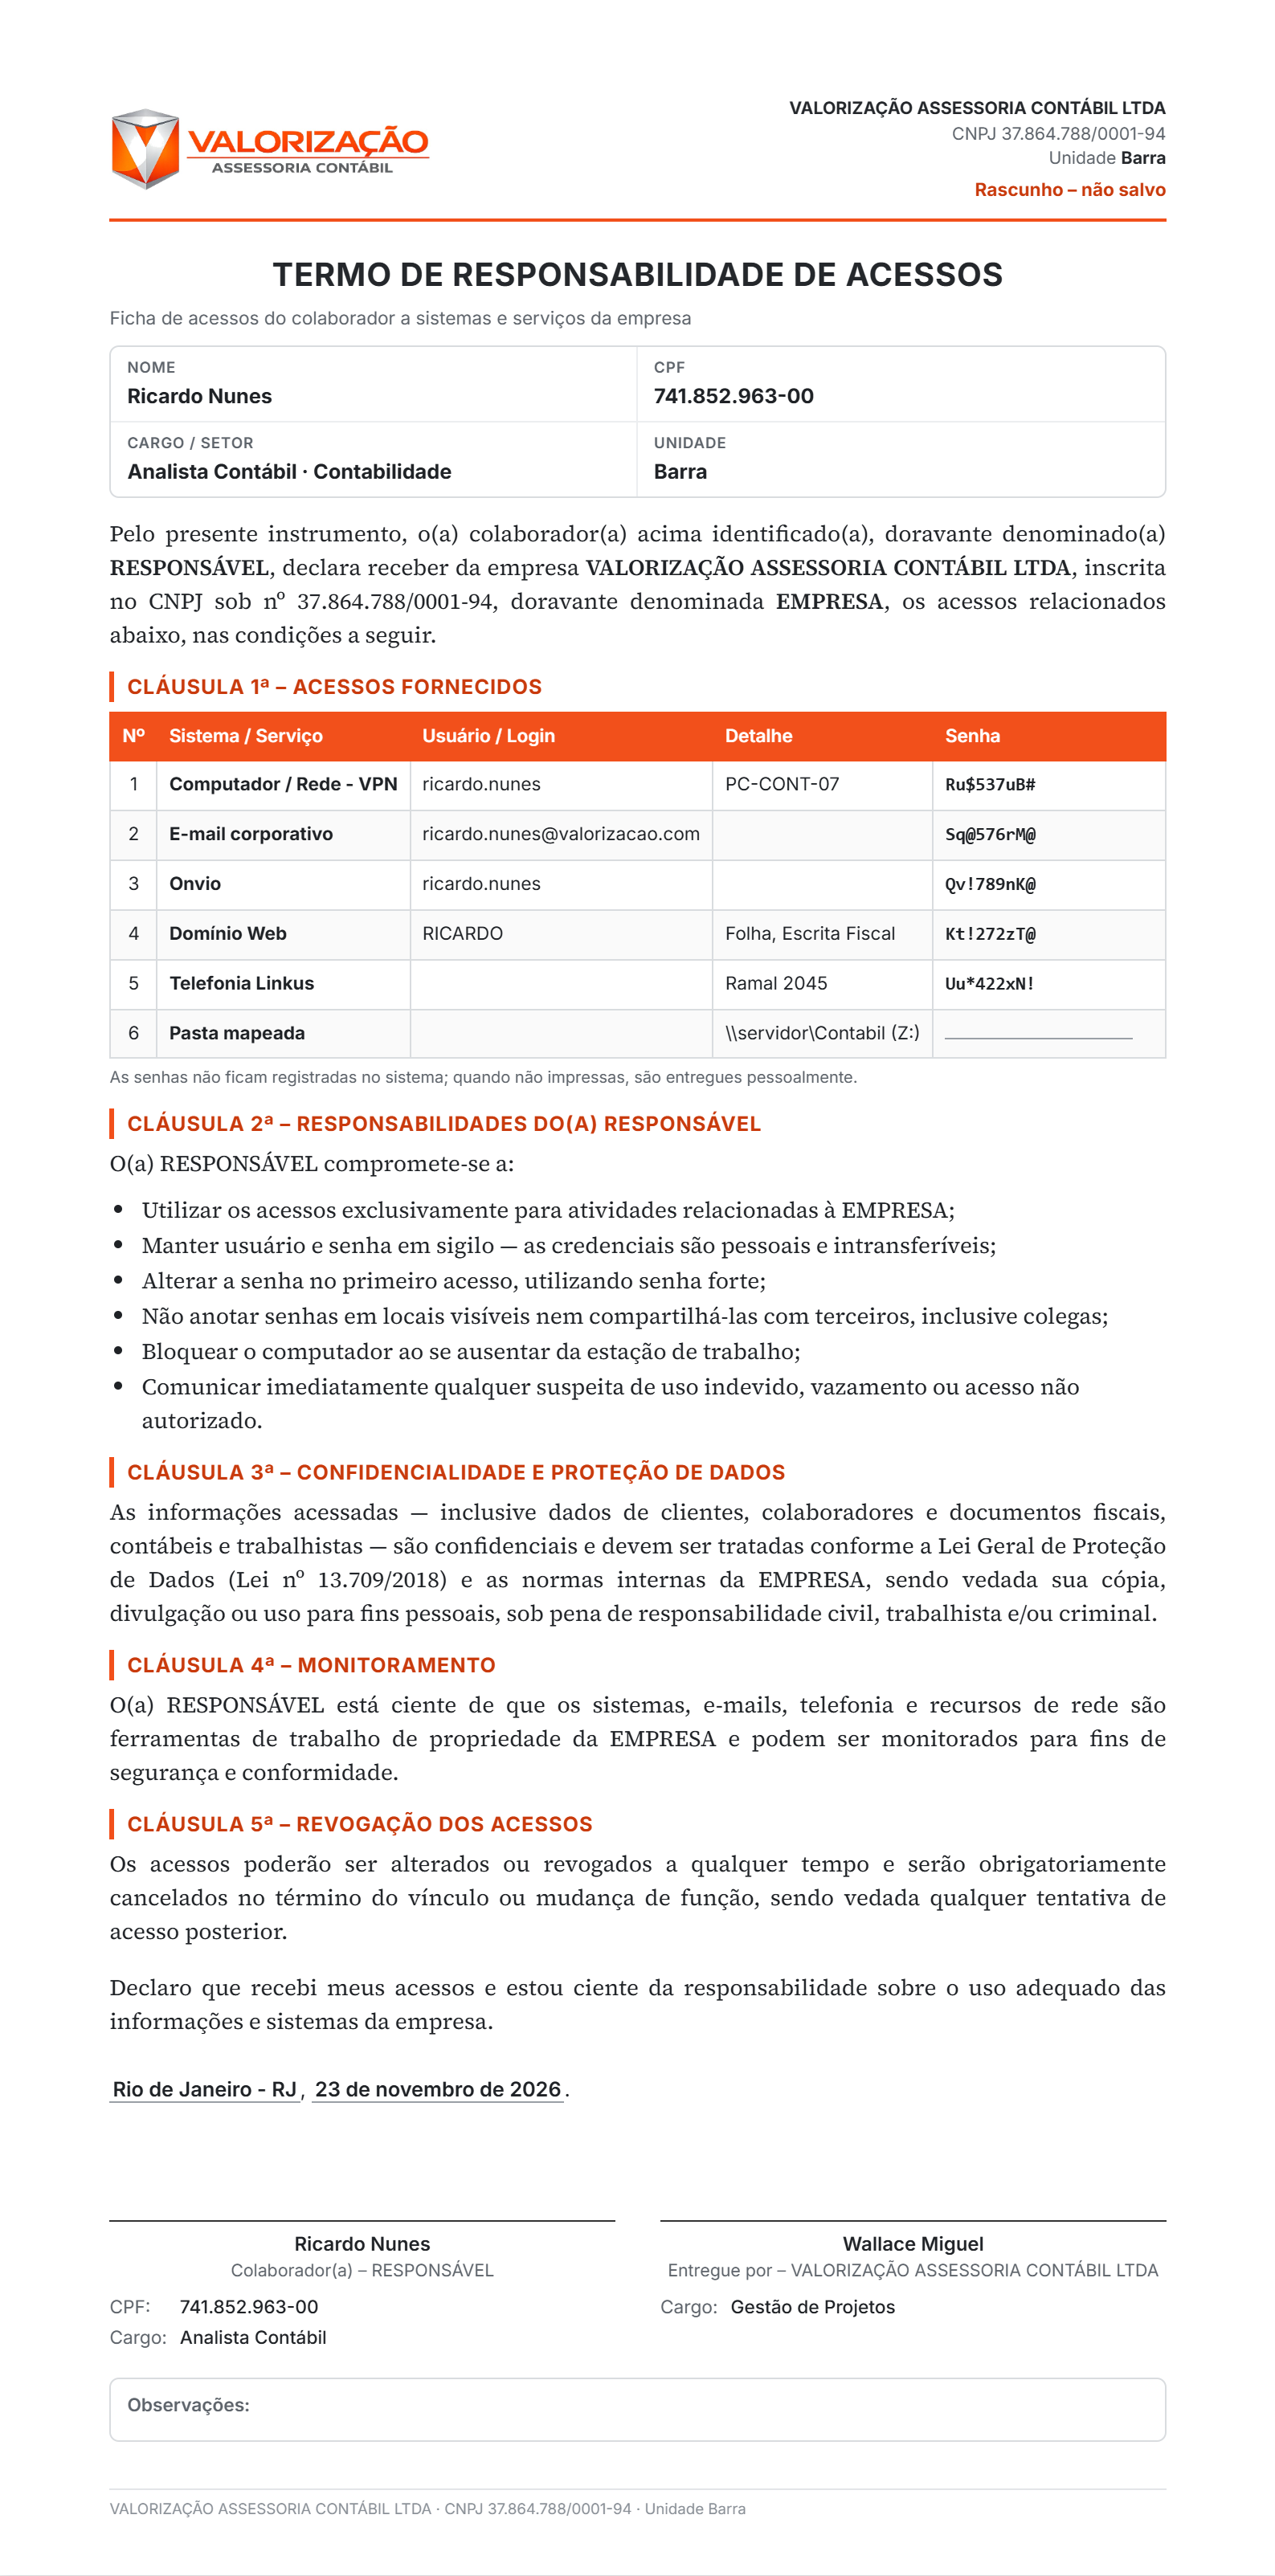 VALORIZAÇÃO
ASSESSORIA CONTÁBIL
VALORIZAÇÃO ASSESSORIA CONTÁBIL LTDA
CNPJ 37.864.788/0001-94
Unidade Barra
Rascunho – não salvo
TERMO DE RESPONSABILIDADE DE ACESSOS
Ficha de acessos do colaborador a sistemas e serviços da empresa
NOME
Ricardo Nunes
CPF
741.852.963-00
CARGO / SETOR
Analista Contábil · Contabilidade
UNIDADE
Barra
Pelo presente instrumento, o(a) colaborador(a) acima identificado(a), doravante denominado(a)
RESPONSÁVEL, declara receber da empresa VALORIZAÇÃO ASSESSORIA CONTÁBIL LTDA, inscrita
no CNPJ sob nº 37.864.788/0001-94, doravante denominada EMPRESA, os acessos relacionados
abaixo, nas condições a seguir.
CLÁUSULA 1ª – ACESSOS FORNECIDOS
Nº Sistema / Serviço Usuário / Login Detalhe Senha
1 Computador / Rede - VPN ricardo.nunes PC-CONT-07 Ru$537uB#
2 E-mail corporativo ricardo.nunes@valorizacao.com Sq@576rM@
3 Onvio ricardo.nunes Qv!789nK@
4 Domínio Web RICARDO Folha, Escrita Fiscal Kt!272zT@
5 Telefonia Linkus Ramal 2045 Uu*422xN!
6 Pasta mapeada \\servidor\Contabil (Z:)
As senhas não ficam registradas no sistema; quando não impressas, são entregues pessoalmente.
CLÁUSULA 2ª – RESPONSABILIDADES DO(A) RESPONSÁVEL
O(a) RESPONSÁVEL compromete-se a:
• Utilizar os acessos exclusivamente para atividades relacionadas à EMPRESA;
• Manter usuário e senha em sigilo — as credenciais são pessoais e intransferíveis;
• Alterar a senha no primeiro acesso, utilizando senha forte;
• Não anotar senhas em locais visíveis nem compartilhá-las com terceiros, inclusive colegas;
• Bloquear o computador ao se ausentar da estação de trabalho;
• Comunicar imediatamente qualquer suspeita de uso indevido, vazamento ou acesso não
autorizado.
CLÁUSULA 3ª – CONFIDENCIALIDADE E PROTEÇÃO DE DADOS
As informações acessadas — inclusive dados de clientes, colaboradores e documentos fiscais,
contábeis e trabalhistas — são confidenciais e devem ser tratadas conforme a Lei Geral de Proteção
de Dados (Lei nº 13.709/2018) e as normas internas da EMPRESA, sendo vedada sua cópia,
divulgação ou uso para fins pessoais, sob pena de responsabilidade civil, trabalhista e/ou criminal.
CLÁUSULA 4ª – MONITORAMENTO
O(a) RESPONSÁVEL está ciente de que os sistemas, e-mails, telefonia e recursos de rede são
ferramentas de trabalho de propriedade da EMPRESA e podem ser monitorados para fins de
segurança e conformidade.
CLÁUSULA 5ª – REVOGAÇÃO DOS ACESSOS
Os acessos poderão ser alterados ou revogados a qualquer tempo e serão obrigatoriamente
cancelados no término do vínculo ou mudança de função, sendo vedada qualquer tentativa de
acesso posterior.
Declaro que recebi meus acessos e estou ciente da responsabilidade sobre o uso adequado das
informações e sistemas da empresa.
Rio de Janeiro - RJ, 23 de novembro de 2026.
Ricardo Nunes
Colaborador(a) – RESPONSÁVEL
CPF: 741.852.963-00
Cargo: Analista Contábil
Wallace Miguel
Entregue por – VALORIZAÇÃO ASSESSORIA CONTÁBIL LTDA
Cargo: Gestão de Projetos
Observações:
VALORIZAÇÃO ASSESSORIA CONTÁBIL LTDA · CNPJ 37.864.788/0001-94 · Unidade Barra